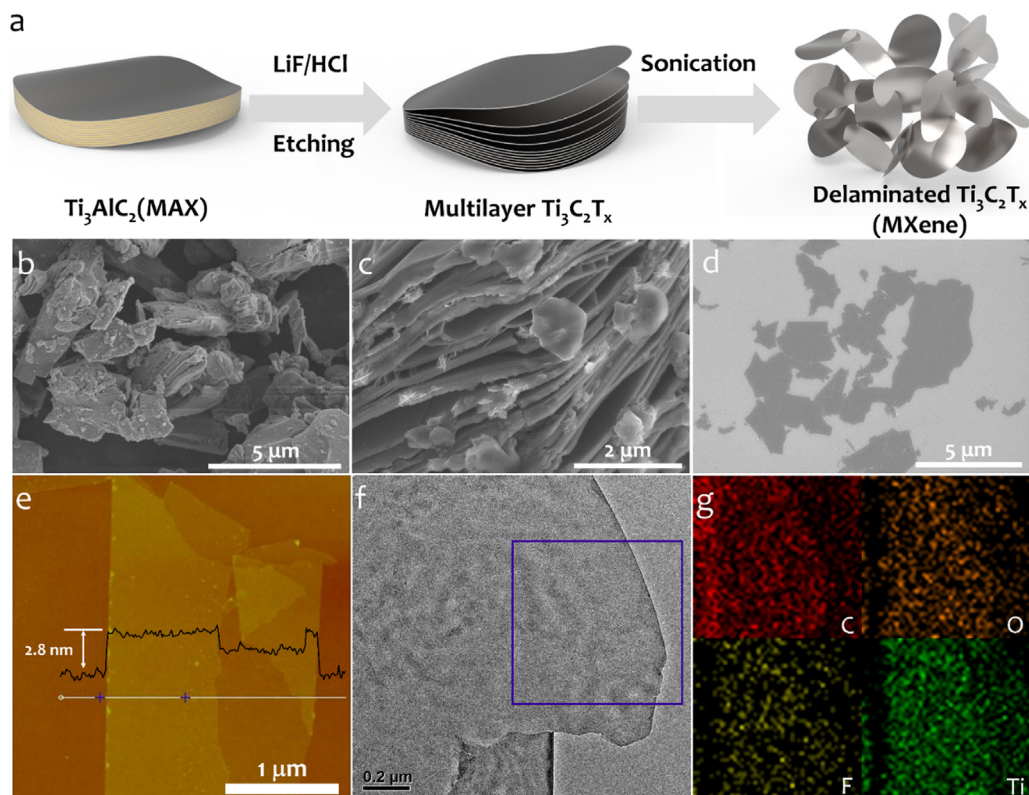 a
LiF/HCl
Etching
Sonication
Ti₃AlC₂(MAX)
Multilayer Ti₃C₂Tₓ
Delaminated Ti₃C₂Tₓ
(MXene)
b
5 µm
c
2 µm
d
5 µm
e
2.8 nm
1 µm
f
0.2 µm
g
C
O
F
Ti